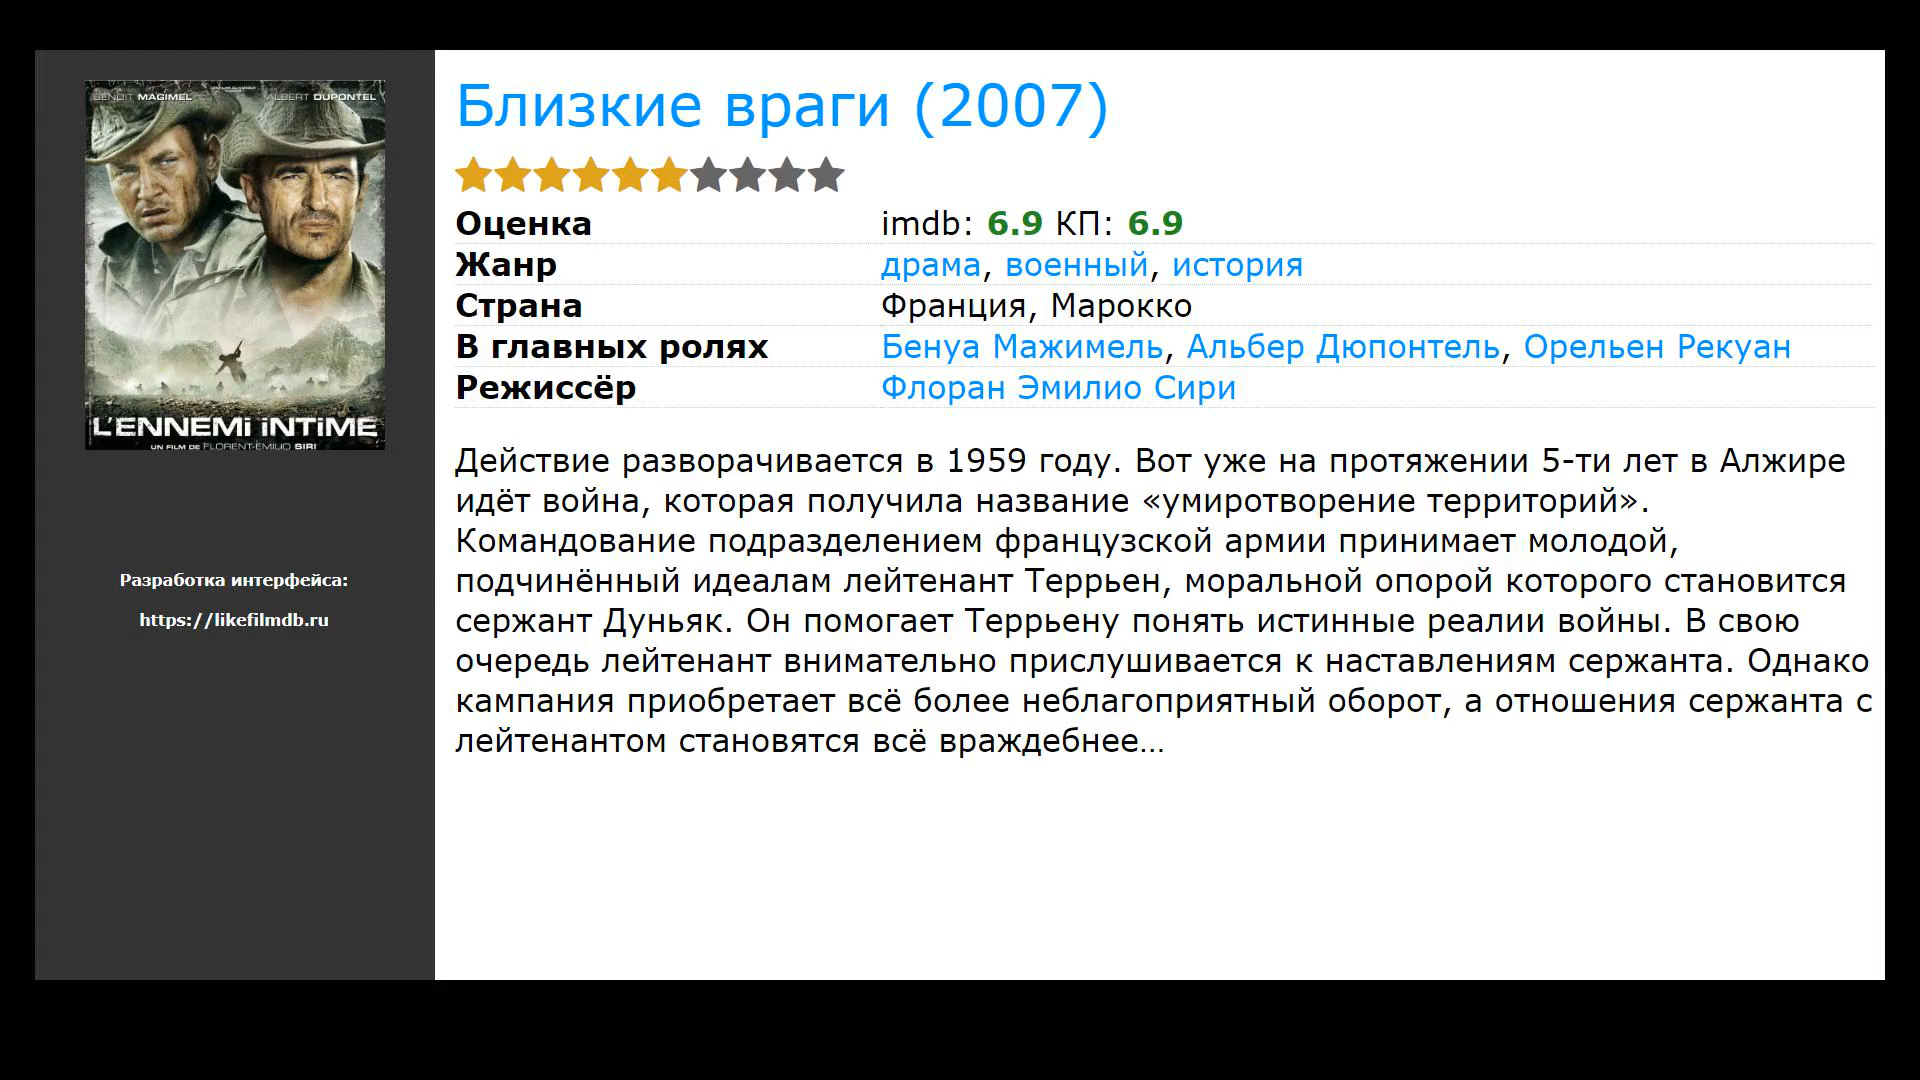 BENOIT MAGIMEL
ALBERT DUPONTEL
L'ENNEMi iNTiME
UN FILM DE FLORENT-EMILIO SIRI
Разработка интерфейса:
https://likefilmdb.ru
Близкие враги (2007)
Оценка imdb: 6.9 КП: 6.9
Жанр драма, военный, история
Страна Франция, Марокко
В главных ролях Бенуа Мажимель, Альбер Дюпонтель, Орельен Рекуан
Режиссёр Флоран Эмилио Сири
Действие разворачивается в 1959 году. Вот уже на протяжении 5-ти лет в Алжире
идёт война, которая получила название «умиротворение территорий».
Командование подразделением французской армии принимает молодой,
подчинённый идеалам лейтенант Террьен, моральной опорой которого становится
сержант Дуньяк. Он помогает Террьену понять истинные реалии войны. В свою
очередь лейтенант внимательно прислушивается к наставлениям сержанта. Однако
кампания приобретает всё более неблагоприятный оборот, а отношения сержанта с
лейтенантом становятся всё враждебнее…